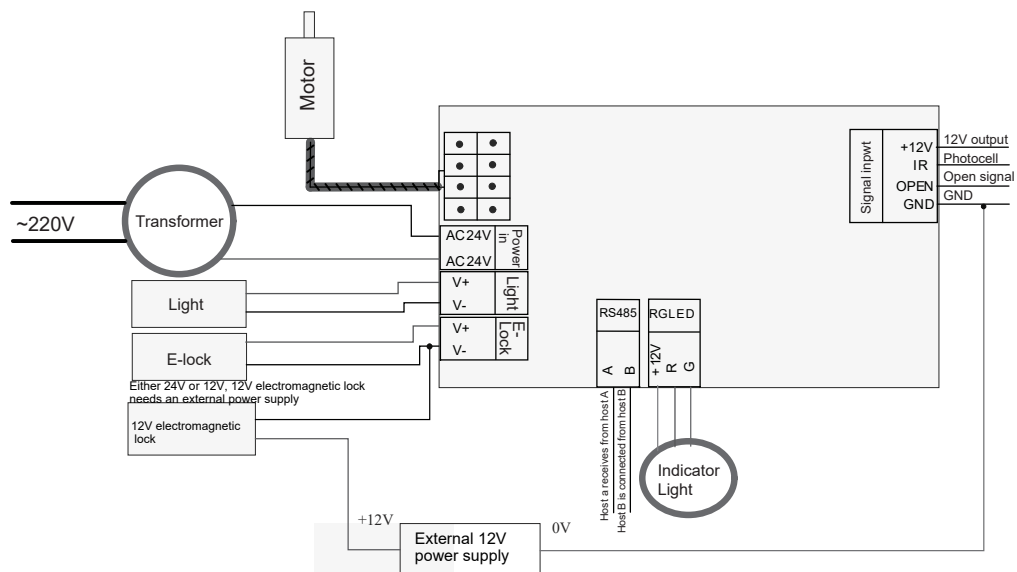 Motor
~220V
Transformer
AC24V
AC24V
Power
in
Light
V+
V-
Light
E-lock
V+
V-
E-
Lock
Either 24V or 12V, 12V electromagnetic lock
needs an external power supply
12V electromagnetic
lock
Signal inpwt
+12V
IR
OPEN
GND
12V output
Photocell
Open signal
GND
RS485
A
B
RGLED
+12V
R
G
Host a receives from host A
Host B is connected from host B
Indicator
Light
+12V
External 12V
power supply
0V